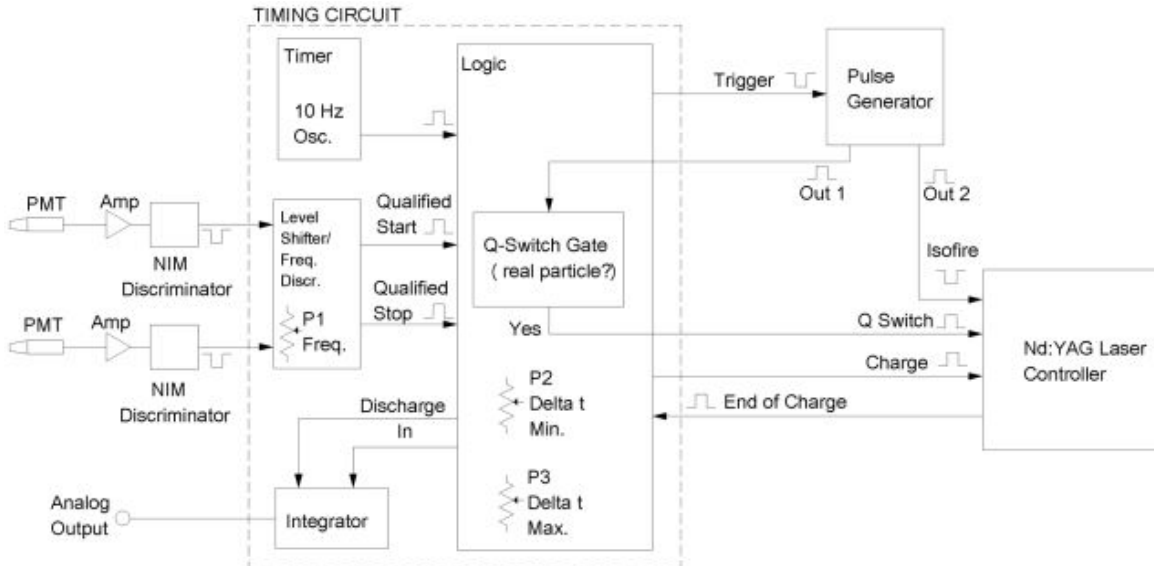 TIMING CIRCUIT
Timer
10 Hz
Osc.
Logic
Trigger
Pulse
Generator
Out 1
Out 2
PMT
Amp
NIM
Discriminator
Level
Shifter/
Freq.
Discr.
P1
Freq.
Qualified
Start
Qualified
Stop
Q-Switch Gate
( real particle?)
Yes
Isofire
Q Switch
Charge
End of Charge
Nd:YAG Laser
Controller
PMT
Amp
NIM
Discriminator
P2
Delta t
Min.
P3
Delta t
Max.
Discharge
In
Integrator
Analog
Output